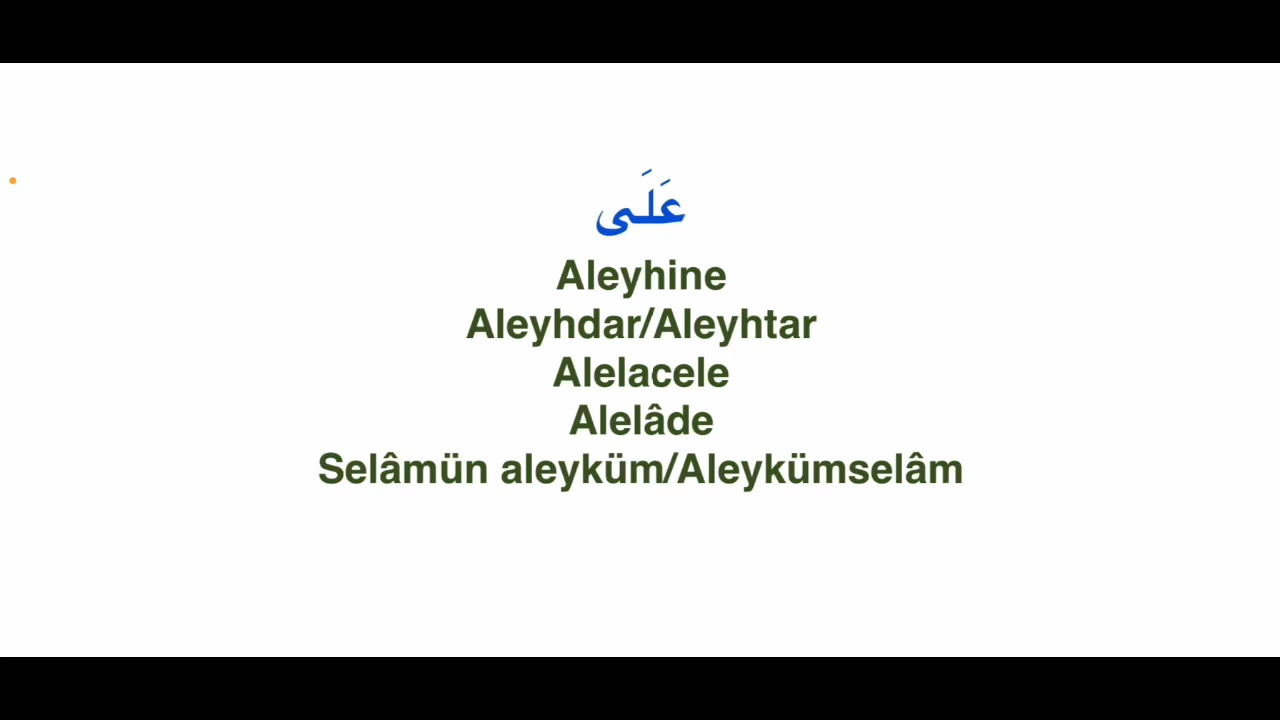 عَلَى
Aleyhine
Aleyhdar/Aleyhtar
Alelacele
Alelâde
Selâmün aleyküm/Aleykümselâm